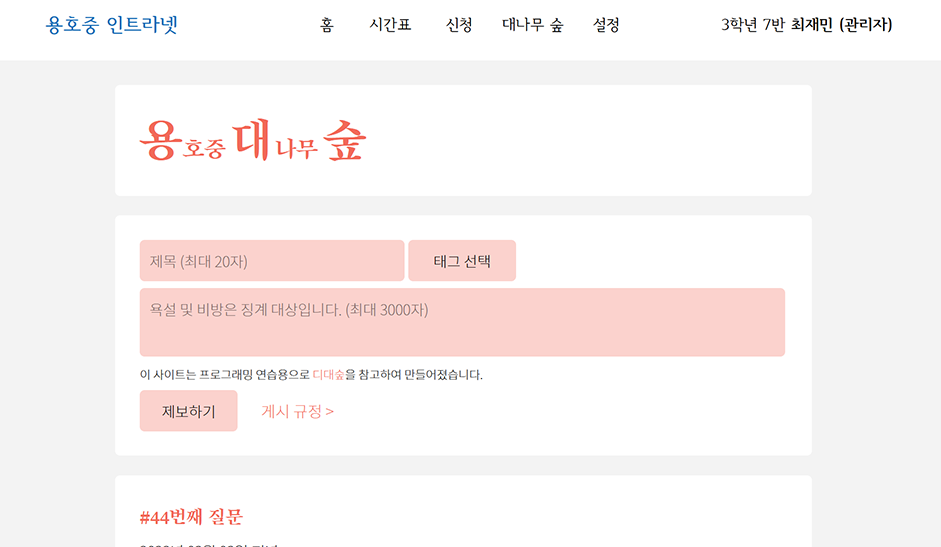 용호중 인트라넷 홈 시간표 신청 대나무 숲 설정 3학년 7반 최재민 (관리자)
용호중 대나무 숲
제목 (최대 20자) 태그 선택
욕설 및 비방은 징계 대상입니다. (최대 3000자)
이 사이트는 프로그래밍 연습용으로 디대숲을 참고하여 만들어졌습니다.
제보하기 게시 규정 >
#44번째 질문